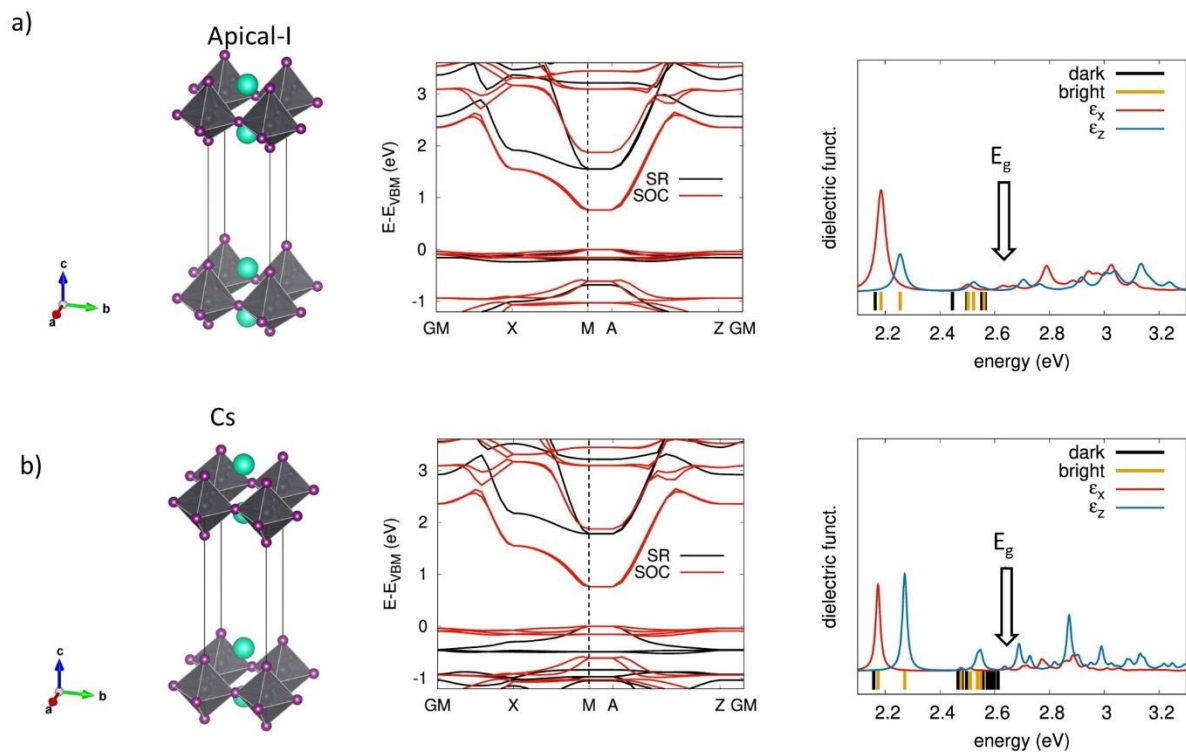 a)
Apical-I
c
b
a
E-E_VBM (eV)
3
2
1
0
-1
SR
SOC
GM X M A Z GM
dielectric funct.
dark
bright
ε_x
ε_z
E_g
2.2 2.4 2.6 2.8 3 3.2
energy (eV)
b)
Cs
c
b
a
E-E_VBM (eV)
3
2
1
0
-1
SR
SOC
GM X M A Z GM
dielectric funct.
dark
bright
ε_x
ε_z
E_g
2.2 2.4 2.6 2.8 3 3.2
energy (eV)